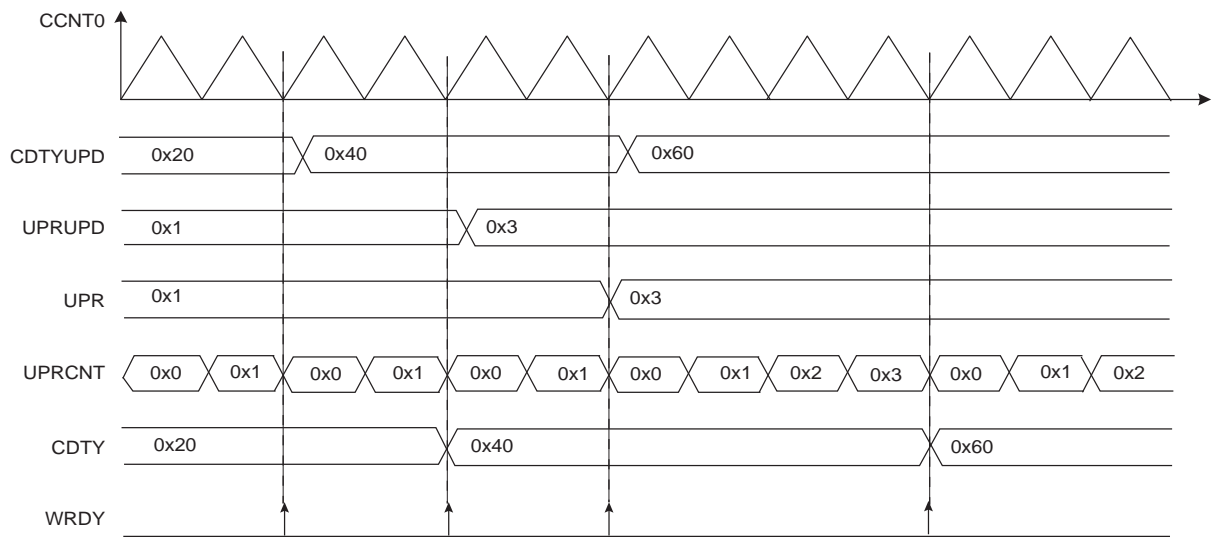 CCNT0
CDTYUPD 0x20 0x40 0x60
UPRUPD 0x1 0x3
UPR 0x1 0x3
UPRCNT 0x0 0x1 0x0 0x1 0x0 0x1 0x0 0x1 0x2 0x3 0x0 0x1 0x2
CDTY 0x20 0x40 0x60
WRDY